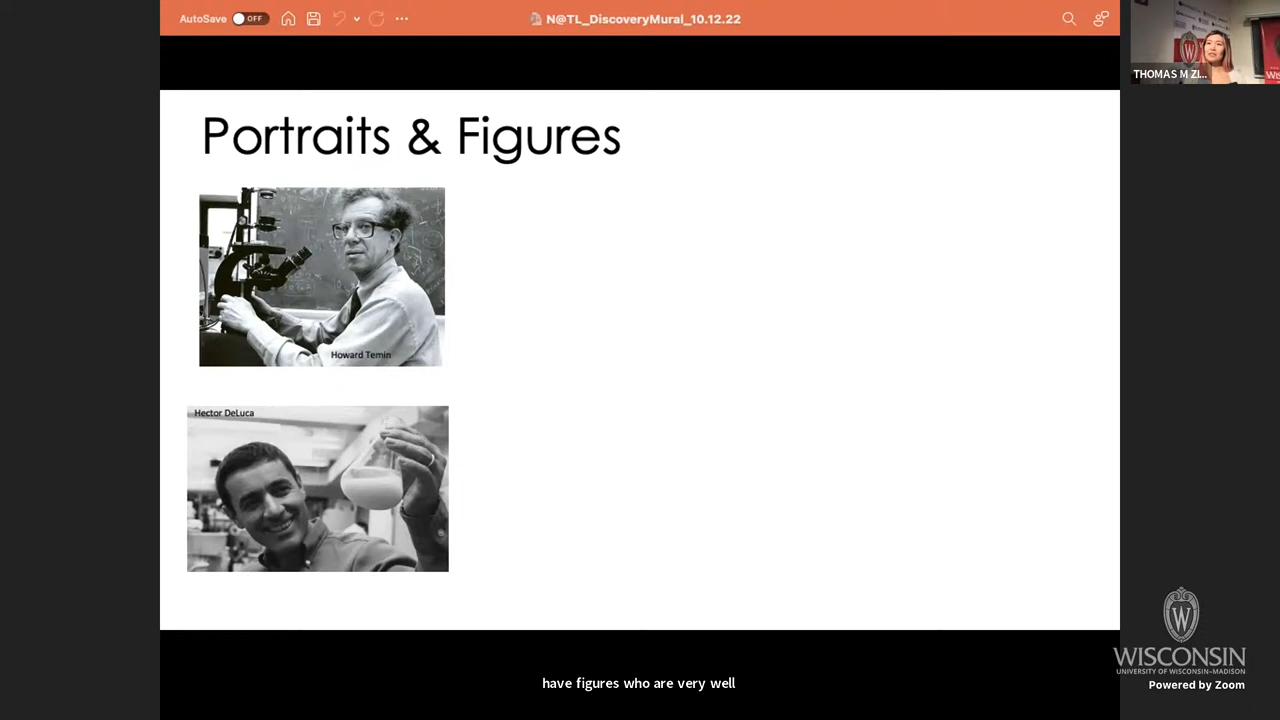 AutoSave OFF
N@TL_DiscoveryMural_10.12.22
THOMAS M ZI...
Portraits & Figures
Howard Temin
Hector DeLuca
have figures who are very well
W
WISCONSIN
UNIVERSITY OF WISCONSIN–MADISON
Powered by Zoom